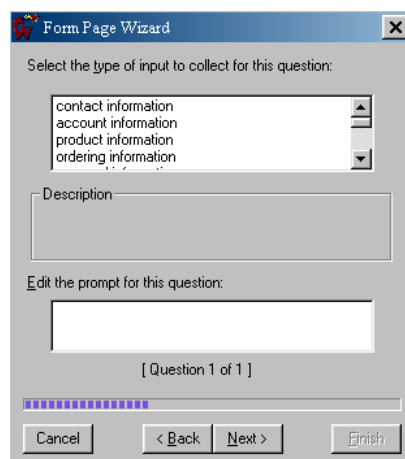 Form Page Wizard
Select the type of input to collect for this question:
contact information
account information
product information
ordering information
Description
Edit the prompt for this question:
[ Question 1 of 1 ]
Cancel
< Back
Next >
Finish